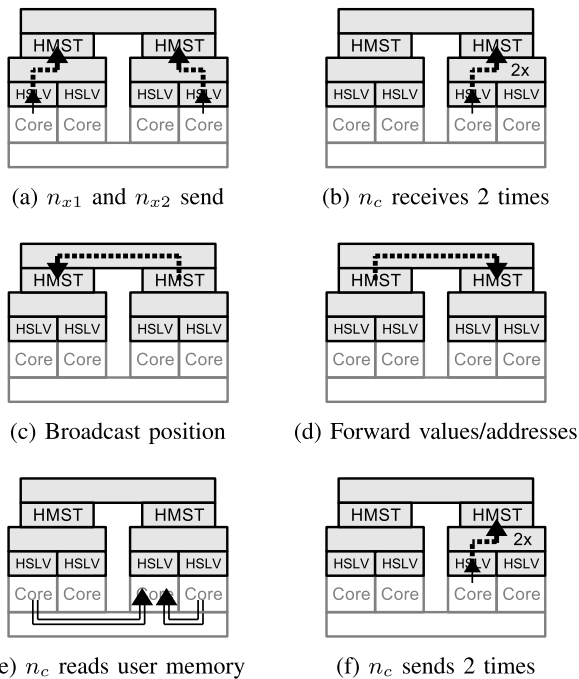 HMST HMST
HSLV HSLV HSLV HSLV
Core Core Core Core
(a) n_{x1} and n_{x2} send
HMST HMST
2x
HSLV HSLV HSLV HSLV
Core Core Core Core
(b) n_c receives 2 times
HMST HMST
HSLV HSLV HSLV HSLV
Core Core Core Core
(c) Broadcast position
HMST HMST
HSLV HSLV HSLV HSLV
Core Core Core Core
(d) Forward values/addresses
HMST HMST
HSLV HSLV HSLV HSLV
Core Core Core Core
e) n_c reads user memory
HMST HMST
2x
HSLV HSLV HSLV HSLV
Core Core Core Core
(f) n_c sends 2 times